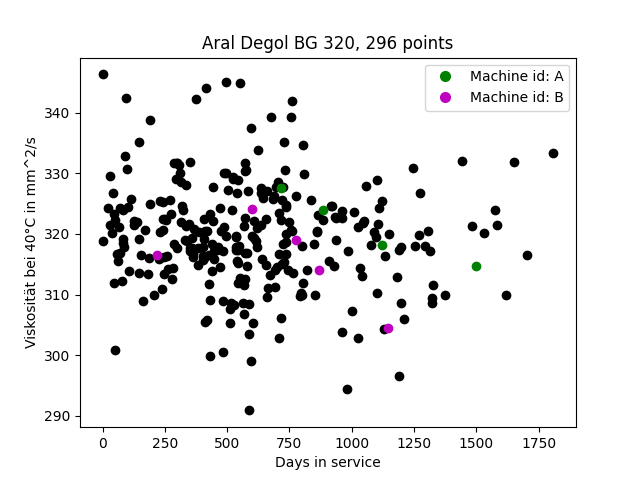 Aral Degol BG 320, 296 points
Machine id: A
Machine id: B
Viskosität bei 40°C in mm^2/s
340
330
320
310
300
290
0 250 500 750 1000 1250 1500 1750
Days in service